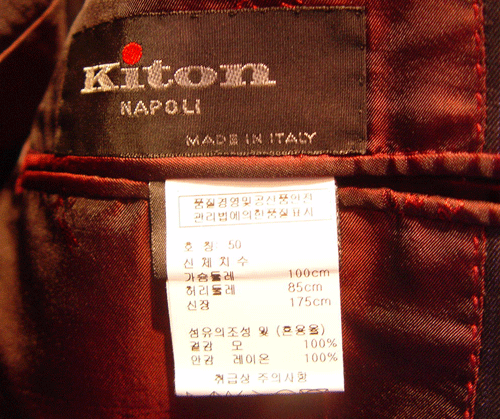 Kiton
NAPOLI
MADE IN ITALY
품질경영및공산품안전
관리법에의한품질표시
호 칭: 50
신 체 치 수
가슴둘레 100cm
허리둘레 85cm
신장 175cm
섬유의조성 및 (혼용율)
겉감 모 100%
안감 레이온 100%
취급상 주의사항